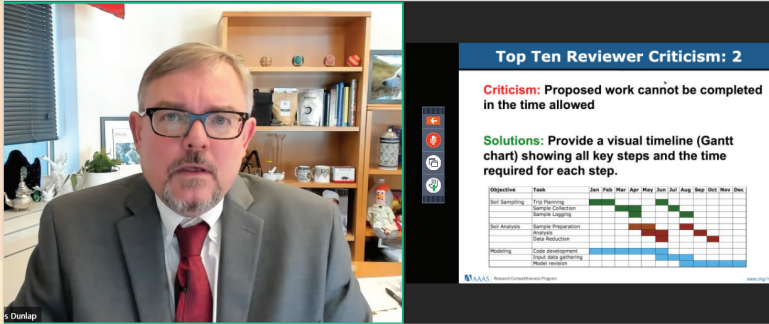 Top Ten Reviewer Criticism: 2
Criticism: Proposed work cannot be completed
in the time allowed
Solutions: Provide a visual timeline (Gantt
chart) showing all key steps and the time
required for each step.
Objective Task Jan Feb Mar Apr May Jun Jul Aug Sep Oct Nov Dec
Soil Sampling Trip Planning
Sample Collection
Sample Logging
Soil Analysis Sample Preparation
Analysis
Data Reduction
Modeling Code development
Input data gathering
Model revision
AAAS Research Competitiveness Program
s Dunlap